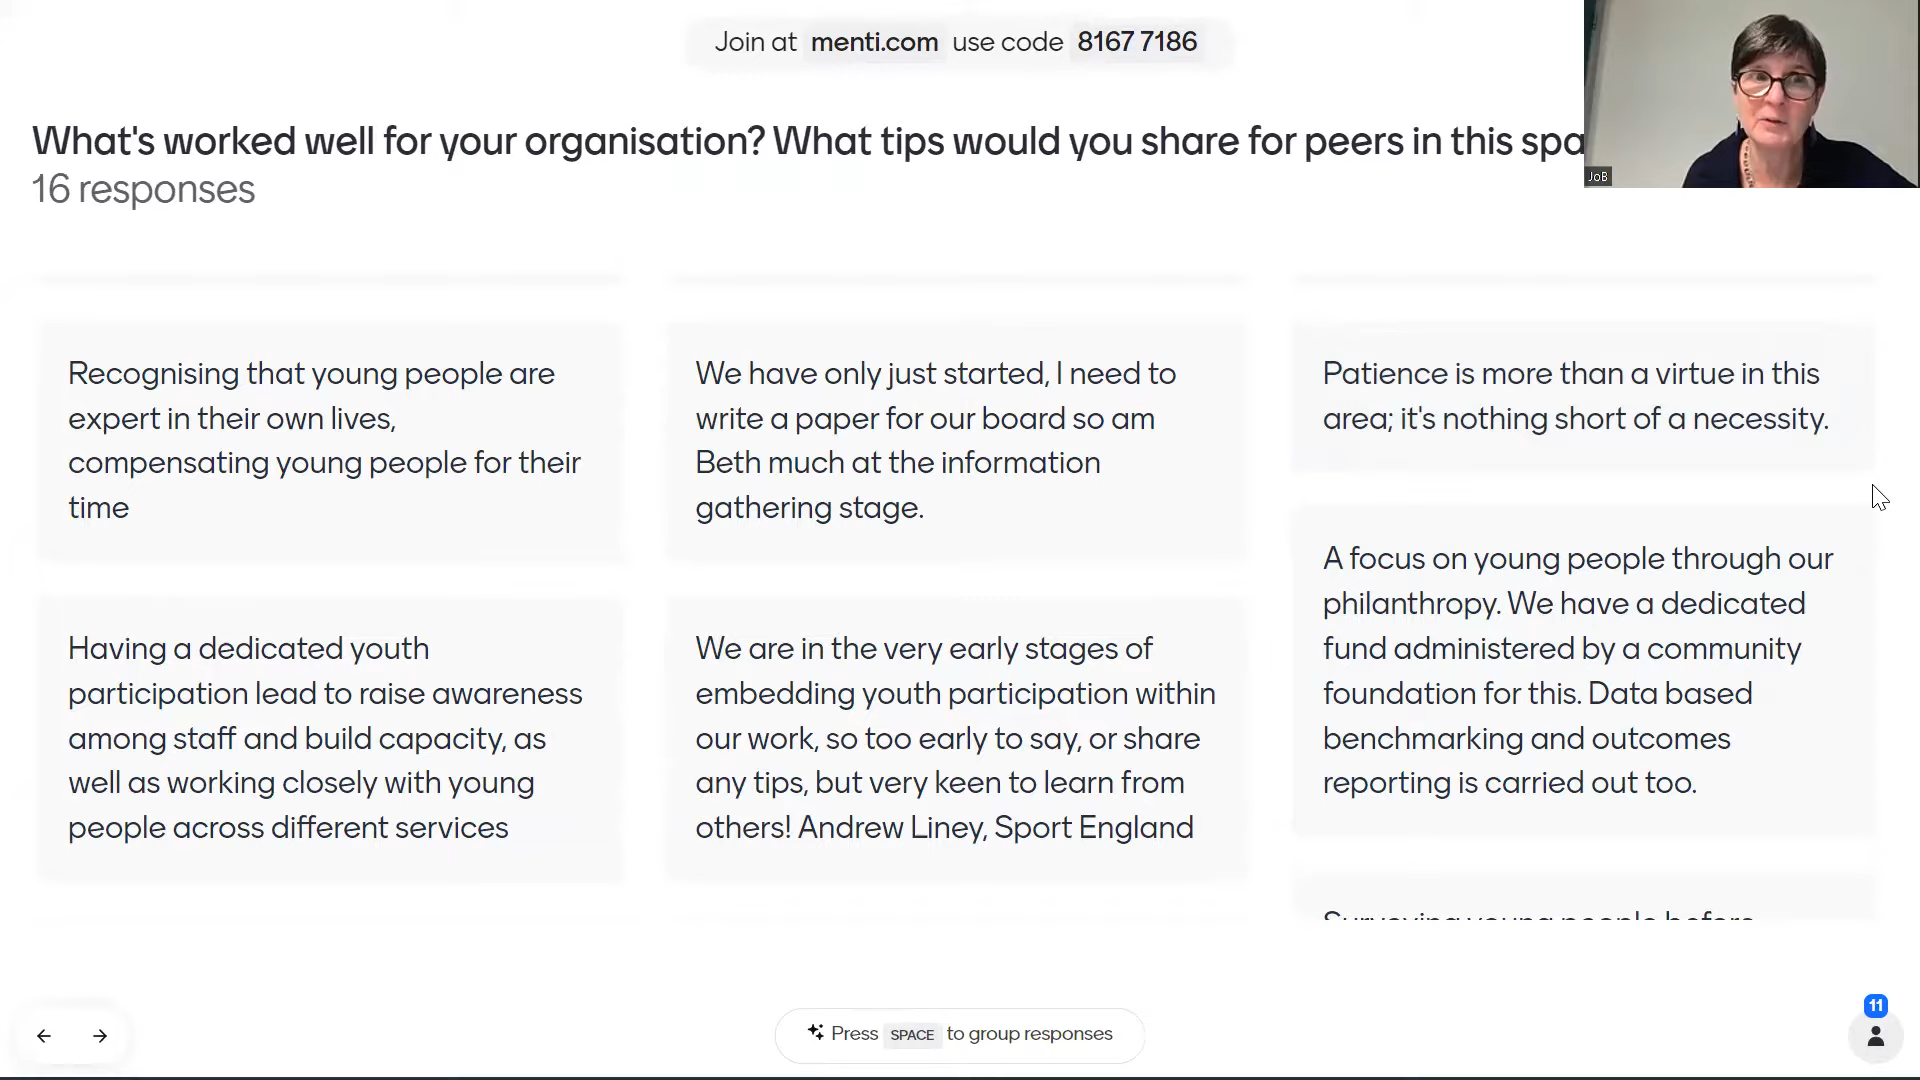 Join at menti.com use code 8167 7186
What's worked well for your organisation? What tips would you share for peers in this spa
16 responses
JoB
Recognising that young people are
expert in their own lives,
compensating young people for their
time
Having a dedicated youth
participation lead to raise awareness
among staff and build capacity, as
well as working closely with young
people across different services
We have only just started, I need to
write a paper for our board so am
Beth much at the information
gathering stage.
We are in the very early stages of
embedding youth participation within
our work, so too early to say, or share
any tips, but very keen to learn from
others! Andrew Liney, Sport England
Patience is more than a virtue in this
area; it's nothing short of a necessity.
A focus on young people through our
philanthropy. We have a dedicated
fund administered by a community
foundation for this. Data based
benchmarking and outcomes
reporting is carried out too.
Surveying young people before
Press SPACE to group responses
11